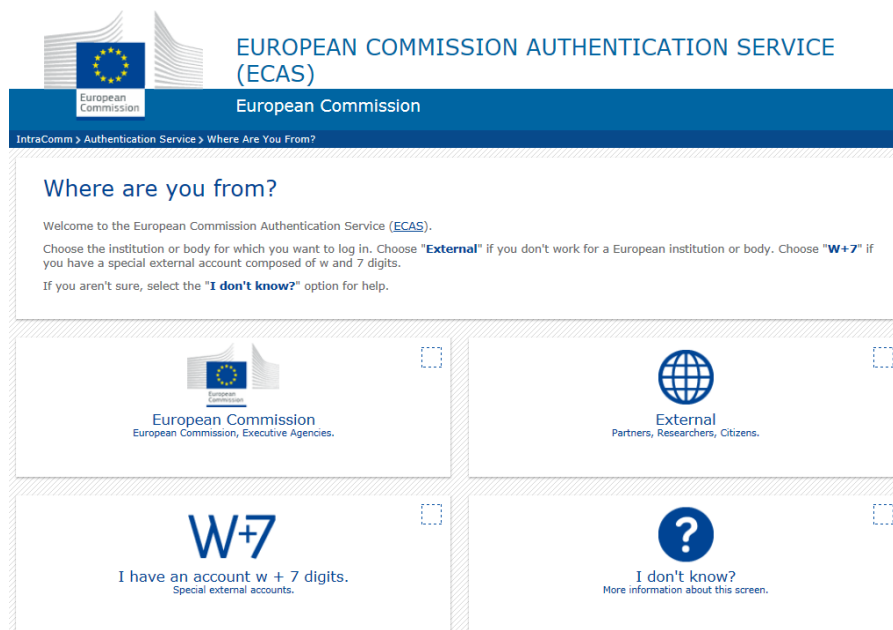 EUROPEAN COMMISSION AUTHENTICATION SERVICE
(ECAS)
European
Commission
European Commission
IntraComm > Authentication Service > Where Are You From?
Where are you from?
Welcome to the European Commission Authentication Service (ECAS).
Choose the institution or body for which you want to log in. Choose "External" if you don't work for a European institution or body. Choose "W+7" if
you have a special external account composed of w and 7 digits.
If you aren't sure, select the "I don't know?" option for help.
European
Commission
European Commission
European Commission, Executive Agencies.
External
Partners, Researchers, Citizens.
W+7
I have an account w + 7 digits.
Special external accounts.
?
I don't know?
More information about this screen.